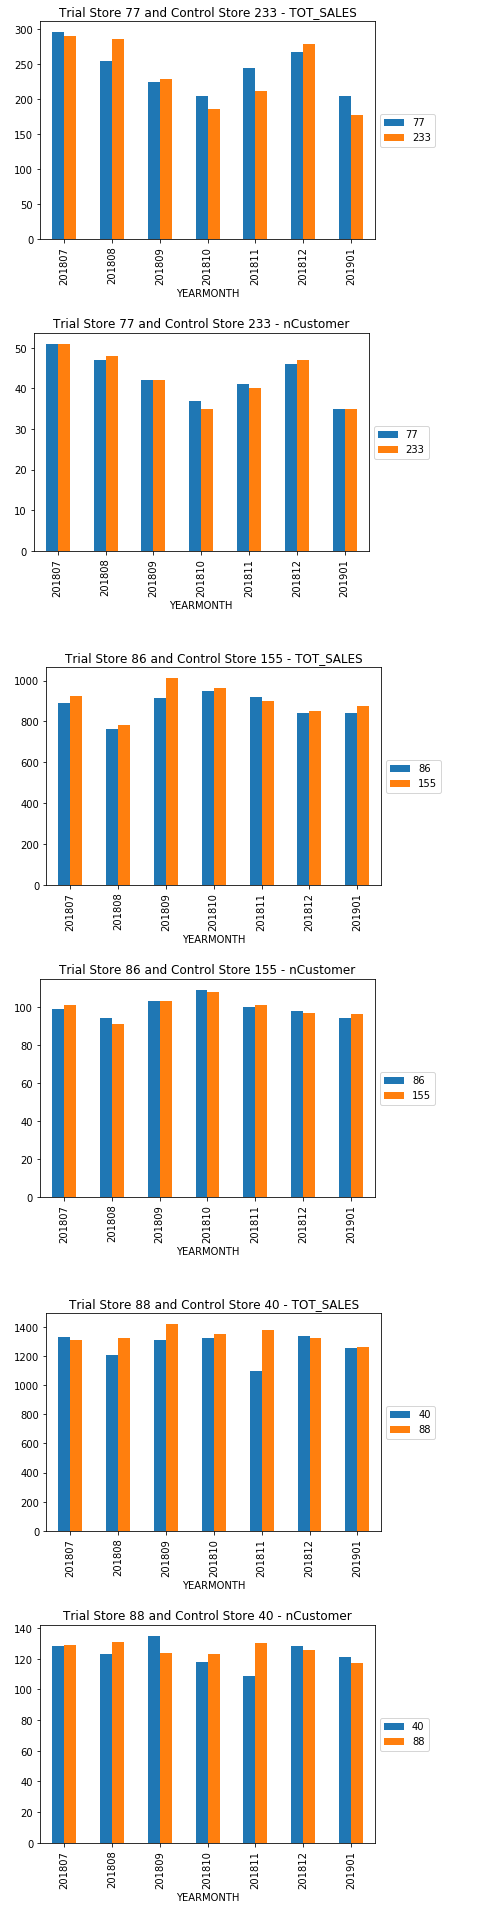 Trial Store 77 and Control Store 233 - TOT_SALES
300
250
200
150
100
50
0
77
233
201807 201808 201809 201810 201811 201812 201901
YEARMONTH
Trial Store 77 and Control Store 233 - nCustomer
50
40
30
20
10
0
77
233
201807 201808 201809 201810 201811 201812 201901
YEARMONTH
Trial Store 86 and Control Store 155 - TOT_SALES
1000
800
600
400
200
0
86
155
201807 201808 201809 201810 201811 201812 201901
YEARMONTH
Trial Store 86 and Control Store 155 - nCustomer
100
80
60
40
20
0
86
155
201807 201808 201809 201810 201811 201812 201901
YEARMONTH
Trial Store 88 and Control Store 40 - TOT_SALES
1400
1200
1000
800
600
400
200
0
40
88
201807 201808 201809 201810 201811 201812 201901
YEARMONTH
Trial Store 88 and Control Store 40 - nCustomer
140
120
100
80
60
40
20
0
40
88
201807 201808 201809 201810 201811 201812 201901
YEARMONTH